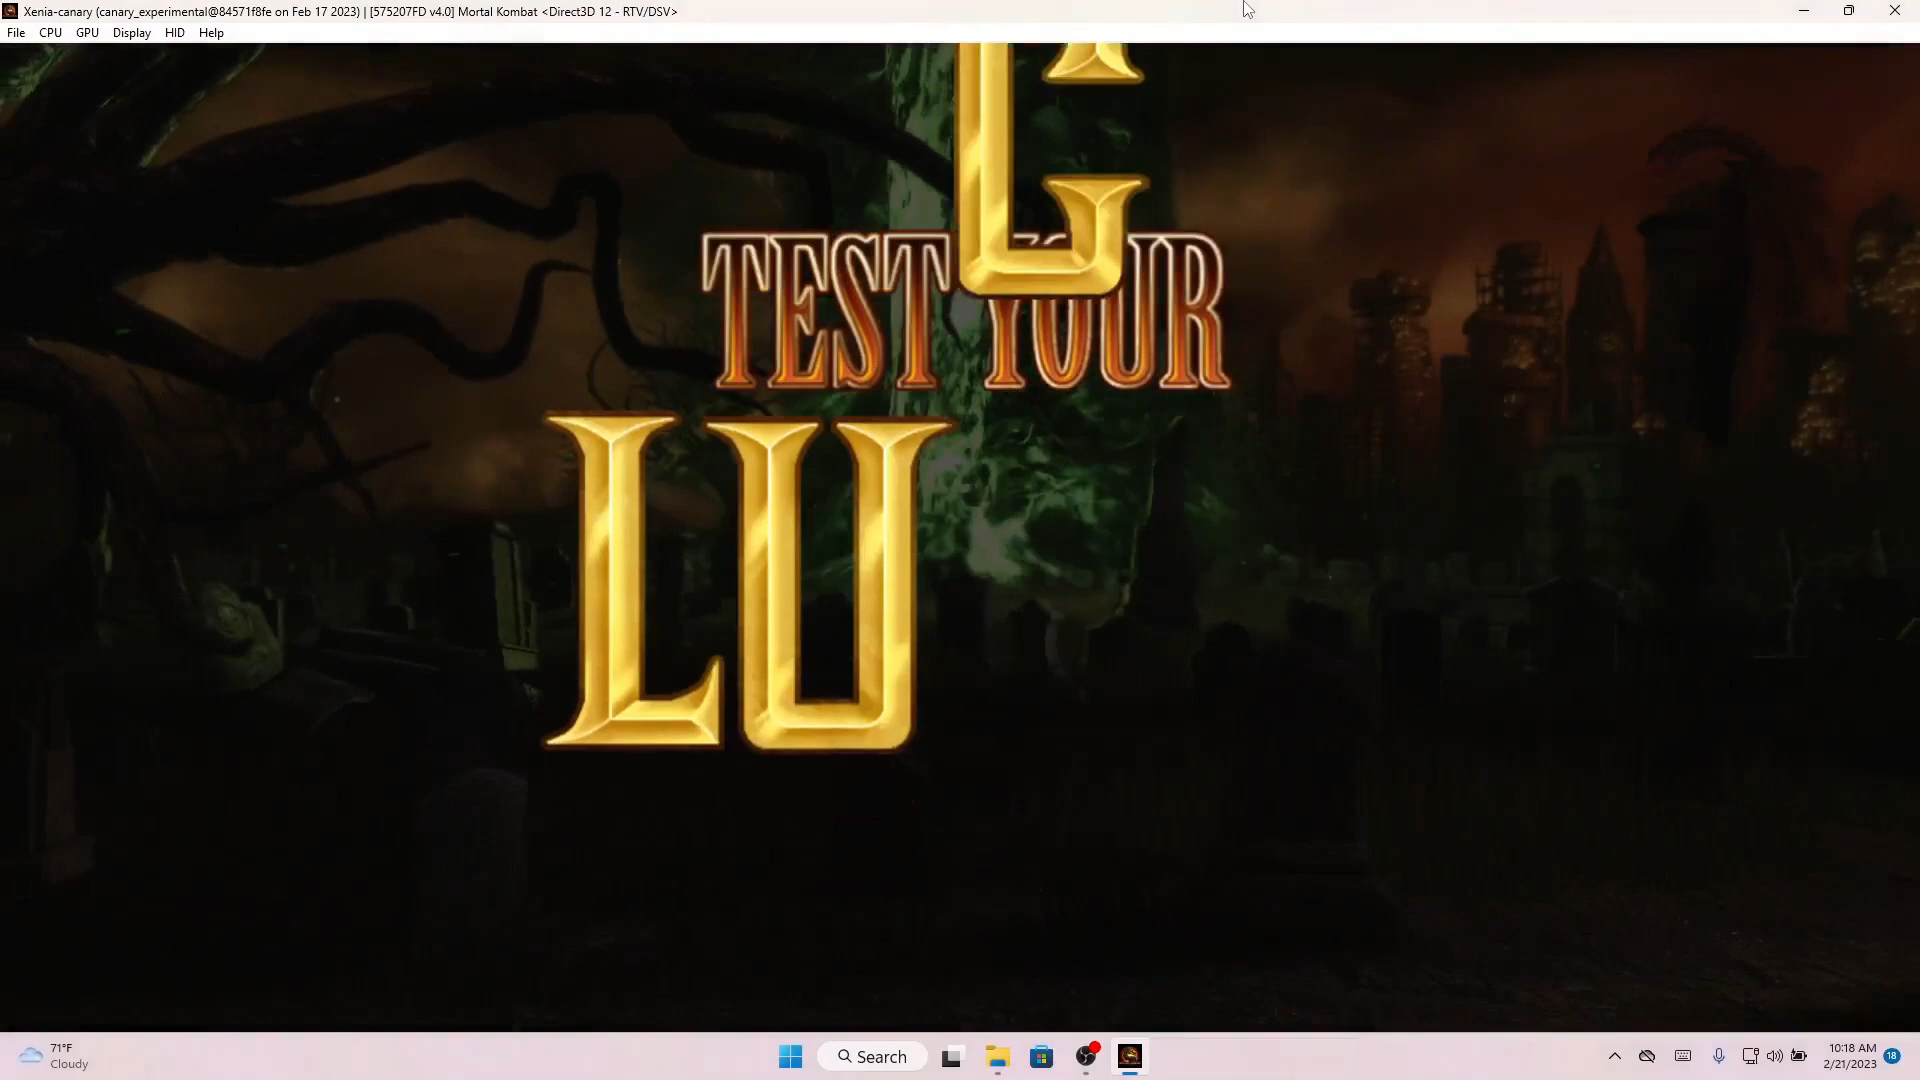 Xenia-canary (canary_experimental@84571f8fe on Feb 17 2023) | [575207FD v4.0] Mortal Kombat <Direct3D 12 - RTV/DSV>
File CPU GPU Display HID Help
C
TEST YOUR
LU
71°F
Cloudy
Search
10:18 AM
2/21/2023
18